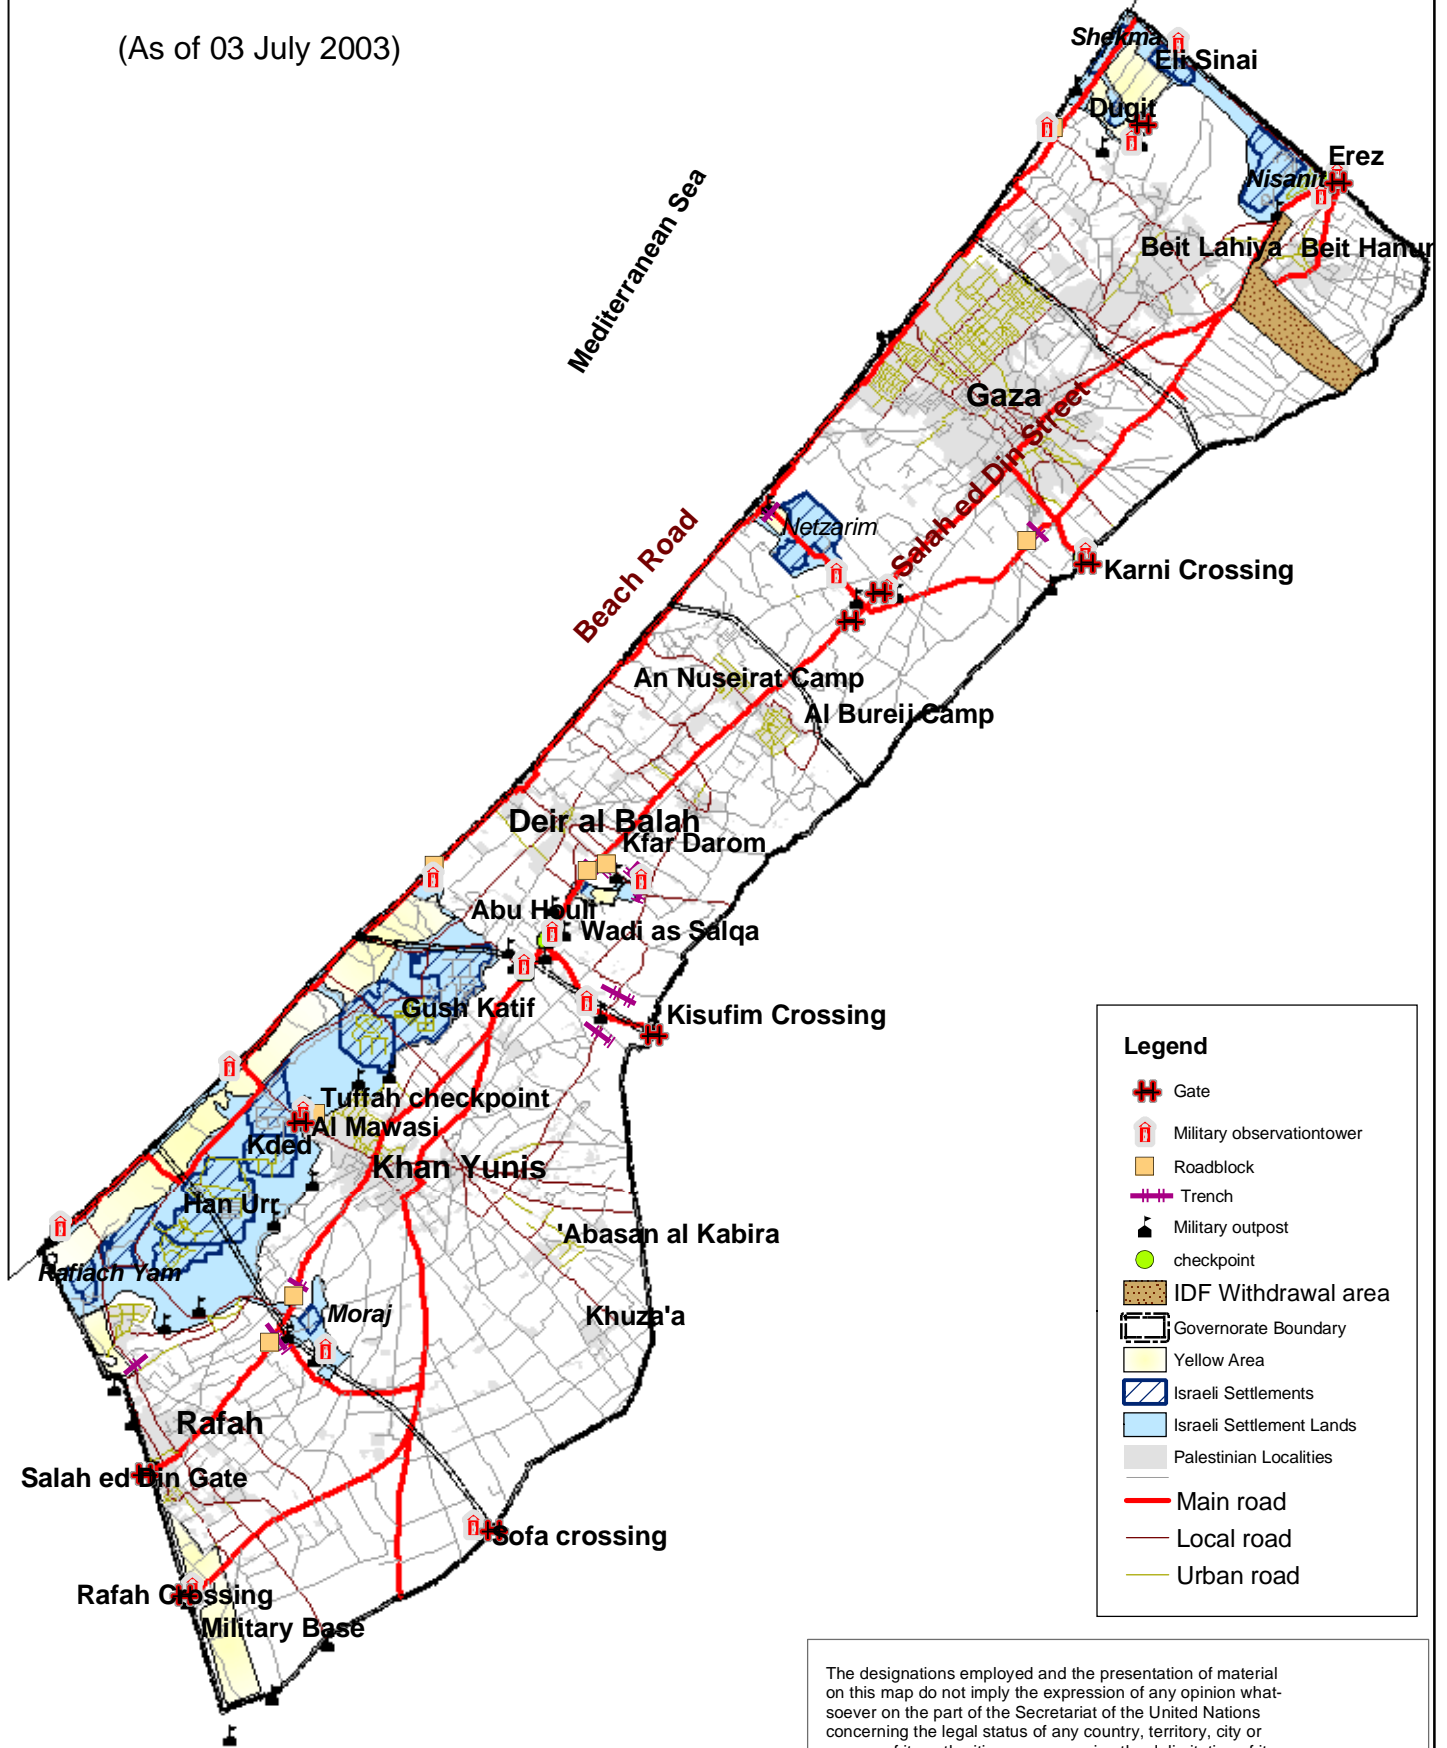 (As of 03 July 2003)
Shekma
Eli Sinai
Dugit
Erez
Nisanit
Beit Lahiya
Beit Hanun
Mediterranean Sea
Gaza
Salah ed Din Street
Netzarim
Beach Road
Karni Crossing
An Nuseirat Camp
Al Bureij Camp
Deir al Balah
Kfar Darom
Abu Houli
Wadi as Salqa
Gush Katif
Kisufim Crossing
Tuffah checkpoint
Al Mawasi
Kded
Khan Yunis
Han Urr
'Abasan al Kabira
Rafiach Yam
Moraj
Khuza'a
Rafah
Salah ed Din Gate
Sofa crossing
Rafah Crossing
Military Base
Legend
Gate
Military observationtower
Roadblock
Trench
Military outpost
checkpoint
IDF Withdrawal area
Governorate Boundary
Yellow Area
Israeli Settlements
Israeli Settlement Lands
Palestinian Localities
Main road
Local road
Urban road
The designations employed and the presentation of material
on this map do not imply the expression of any opinion what-
soever on the part of the Secretariat of the United Nations
concerning the legal status of any country, territory, city or